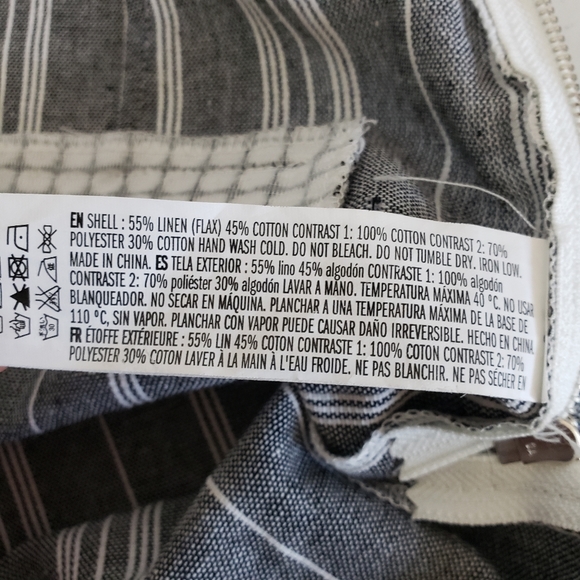 EN SHELL : 55% LINEN (FLAX) 45% COTTON CONTRAST 1: 100% COTTON CONTRAST 2: 70%
POLYESTER 30% COTTON HAND WASH COLD. DO NOT BLEACH. DO NOT TUMBLE DRY. IRON LOW.
MADE IN CHINA. ES TELA EXTERIOR : 55% lino 45% algodón CONTRASTE 1: 100% algodón
CONTRASTE 2: 70% poliéster 30% algodón LAVAR A MANO. TEMPERATURA MÁXIMA 40 ºC. NO USAR
BLANQUEADOR. NO SECAR EN MÁQUINA. PLANCHAR A UNA TEMPERATURA MÁXIMA DE LA BASE DE
110 ºC, SIN VAPOR. PLANCHAR CON VAPOR PUEDE CAUSAR DAÑO IRREVERSIBLE. HECHO EN CHINA
FR ÉTOFFE EXTÉRIEURE : 55% LIN 45% COTON CONTRAST 1: 100% COTON CONTRAST 2: 70%
POLYESTER 30% COTON LAVER À LA MAIN À L'EAU FROIDE. NE PAS BLANCHIR. NE PAS SÉCHER EN